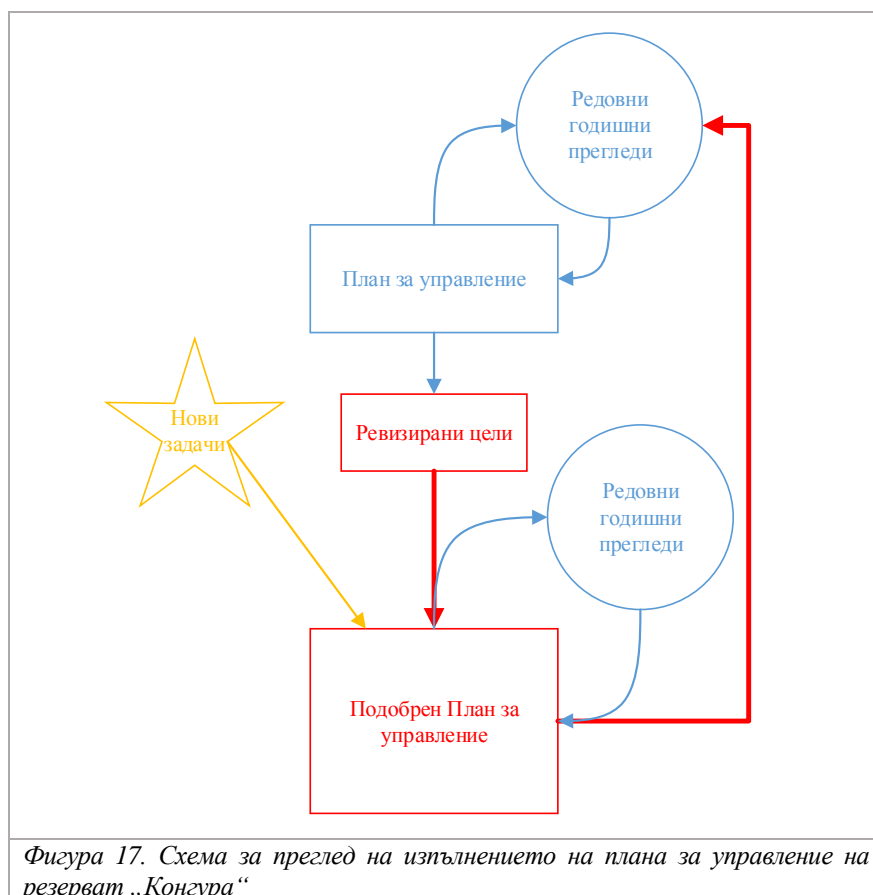 Редовни
годишни
прегледи
План за управление
Нови
задачи
Ревизирани цели
Редовни
годишни
прегледи
Подобрен План за
управление
Фигура 17. Схема за преглед на изпълнението на плана за управление на
резерват „Конгура“